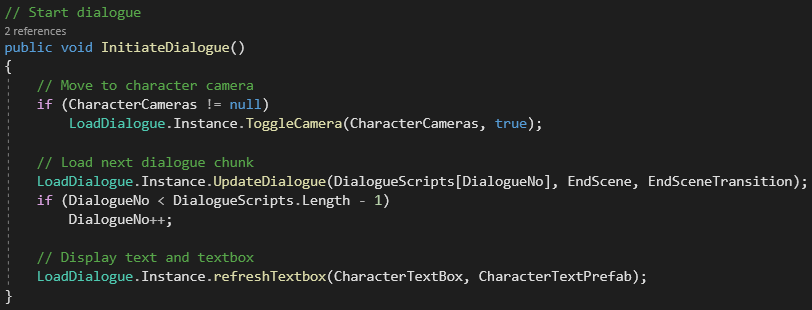 // Start dialogue
2 references
public void InitiateDialogue()
{
    // Move to character camera
    if (CharacterCameras != null)
        LoadDialogue.Instance.ToggleCamera(CharacterCameras, true);

    // Load next dialogue chunk
    LoadDialogue.Instance.UpdateDialogue(DialogueScripts[DialogueNo], EndScene, EndSceneTransition);
    if (DialogueNo < DialogueScripts.Length - 1)
        DialogueNo++;

    // Display text and textbox
    LoadDialogue.Instance.refreshTextbox(CharacterTextBox, CharacterTextPrefab);
}